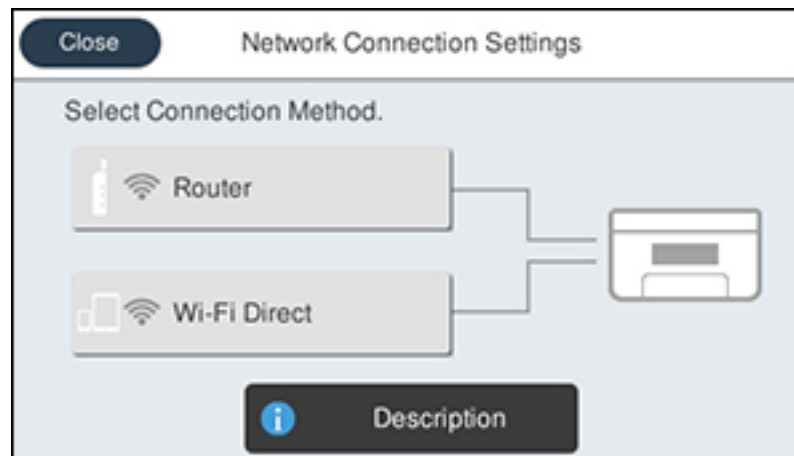 Close
Network Connection Settings
Select Connection Method.
Router
Wi-Fi Direct
Description